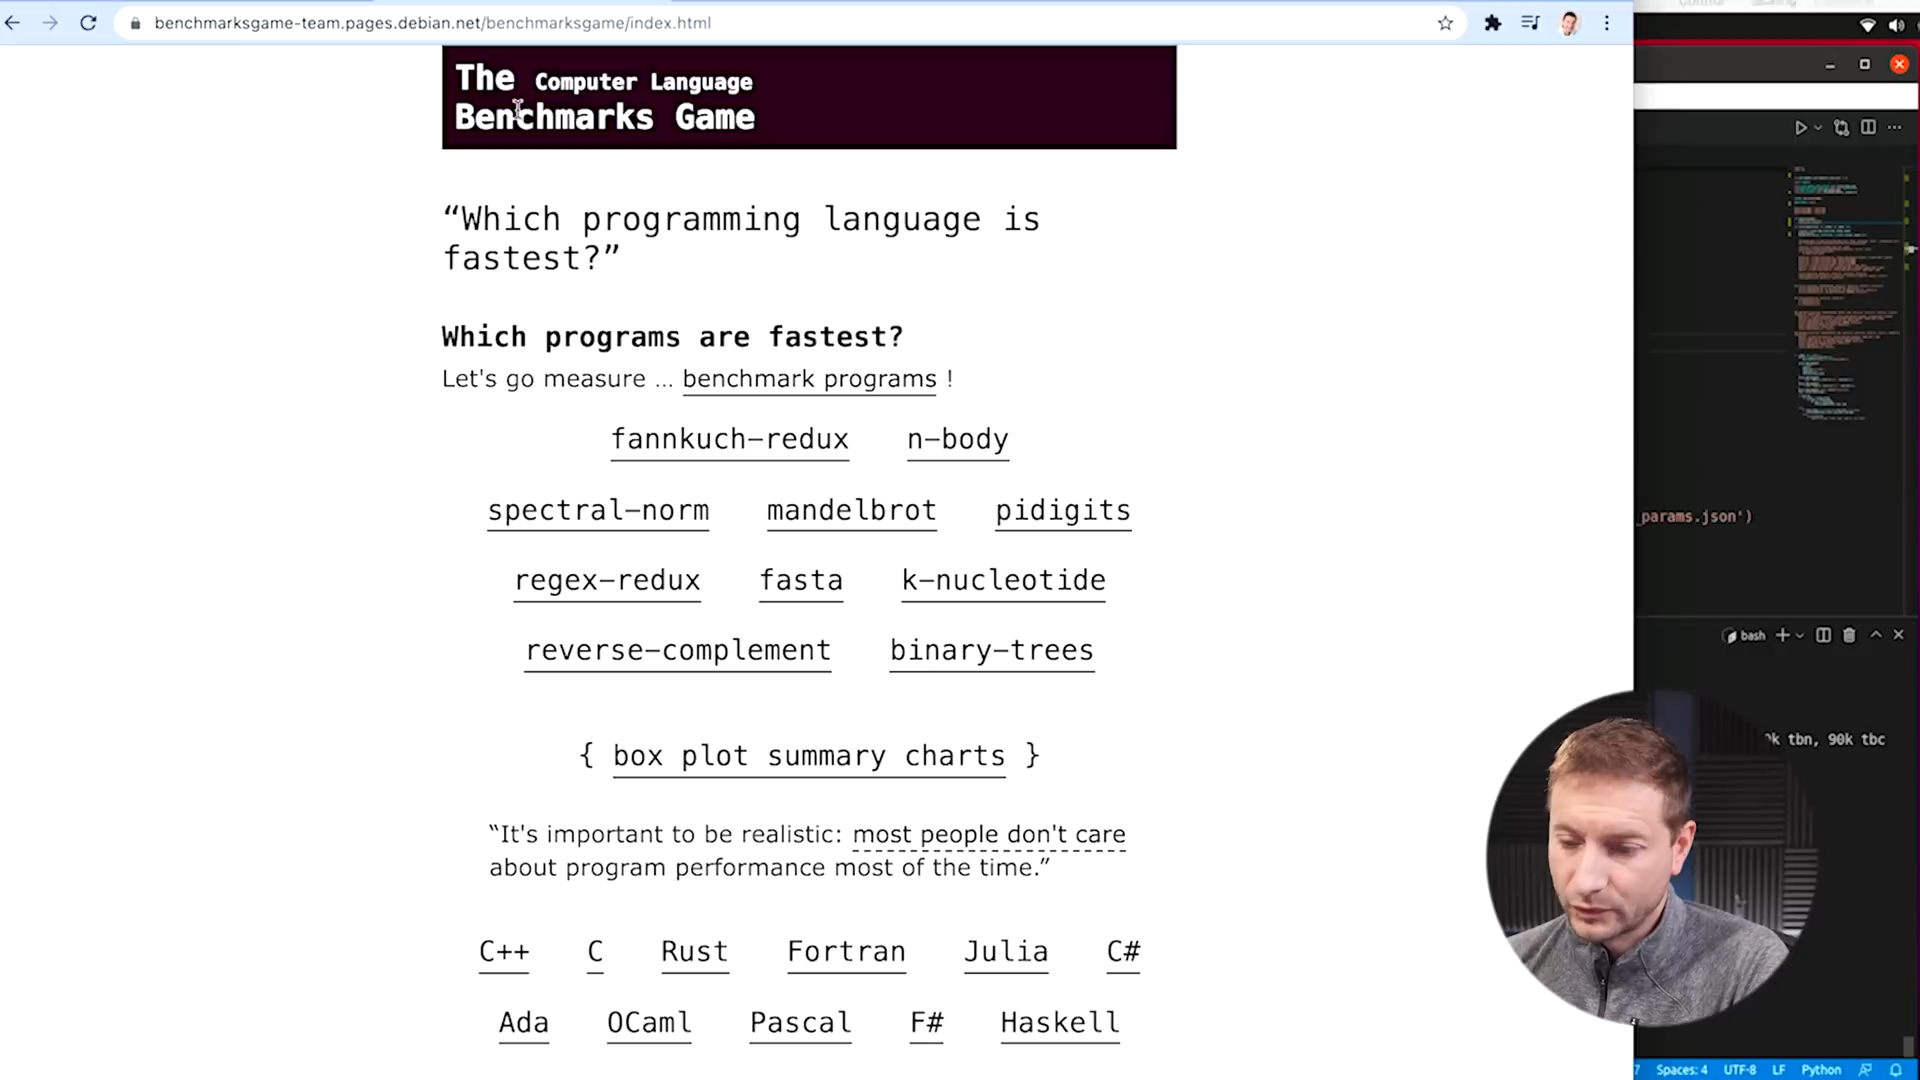 benchmarksgame-team.pages.debian.net/benchmarksgame/index.html
The Computer Language
Benchmarks Game
“Which programming language is
fastest?”
Which programs are fastest?
Let's go measure ... benchmark programs !
fannkuch-redux n-body
spectral-norm mandelbrot pidigits
regex-redux fasta k-nucleotide
reverse-complement binary-trees
{ box plot summary charts }
“It's important to be realistic: most people don't care
about program performance most of the time.”
C++ C Rust Fortran Julia C#
Ada OCaml Pascal F# Haskell
_params.json')
bash
k tbn, 90k tbc
Spaces: 4 UTF-8 LF Python